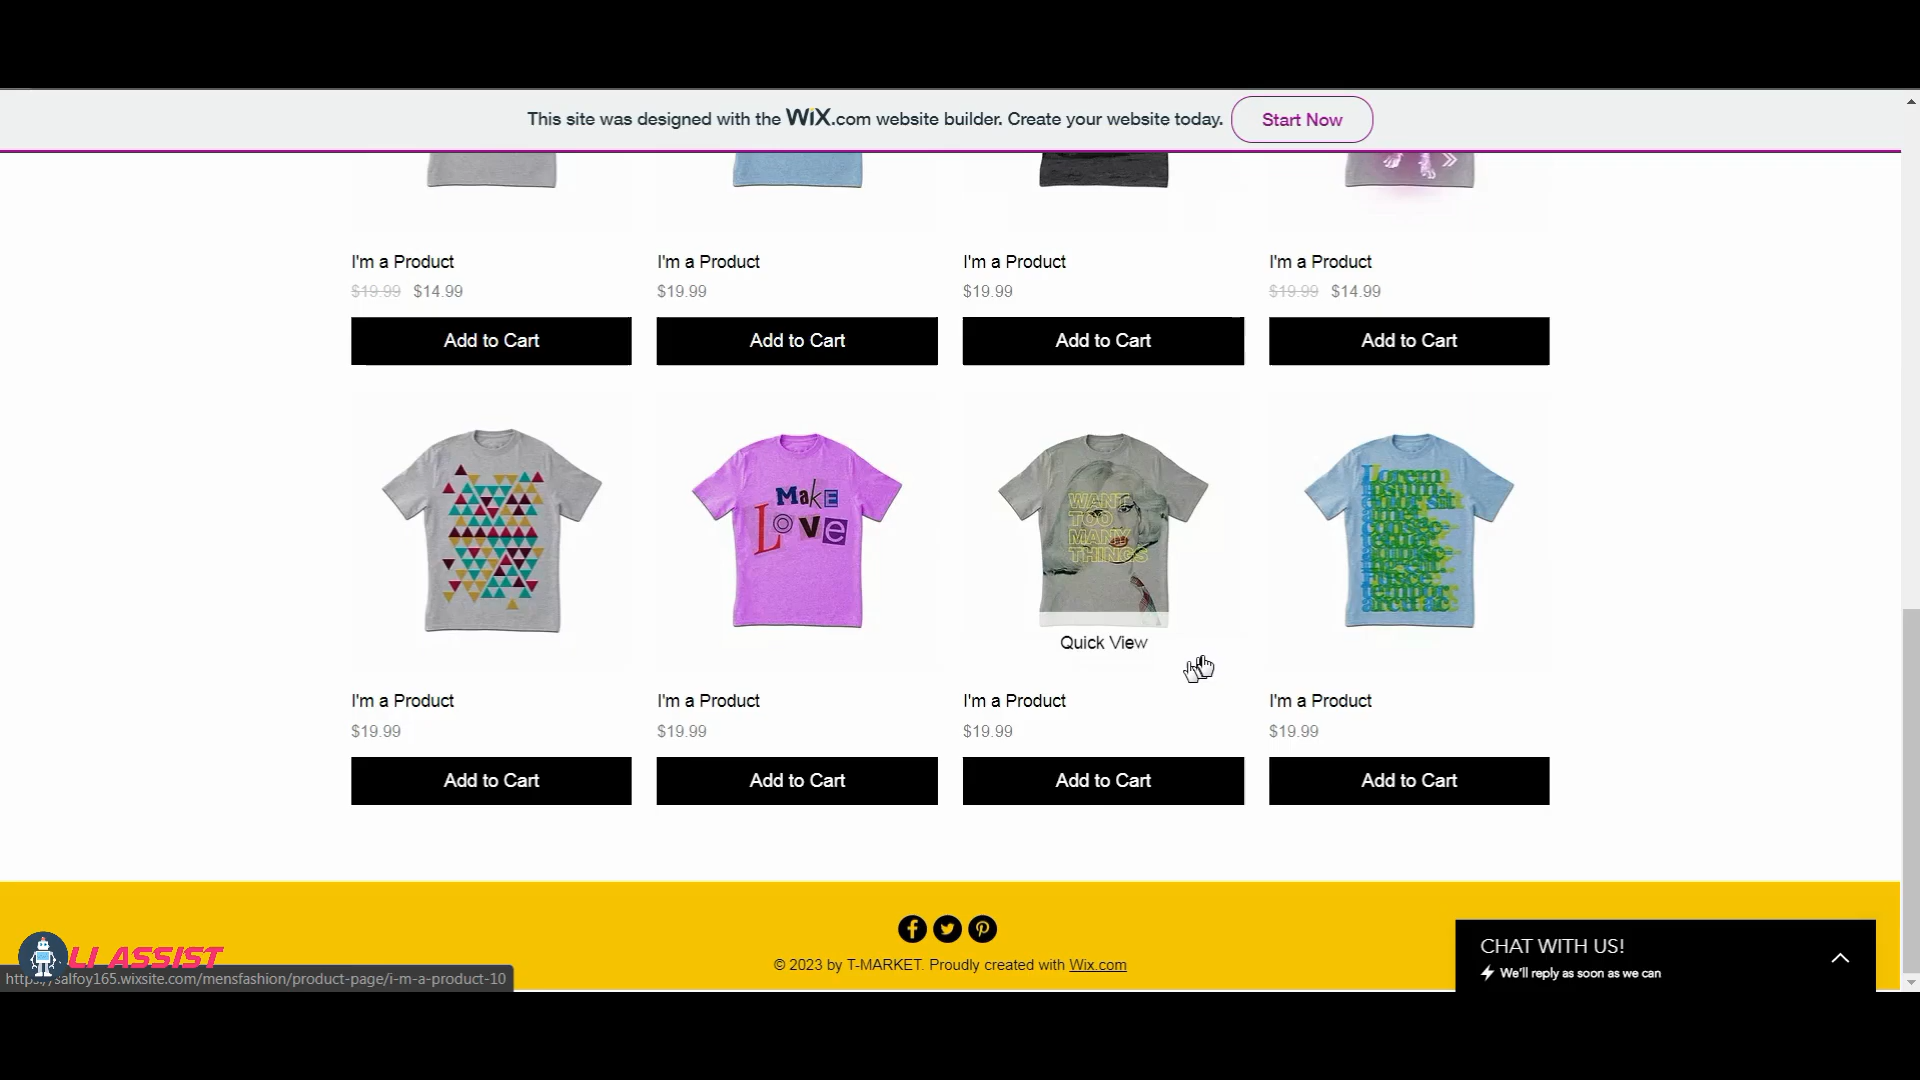 This site was designed with the WiX.com website builder. Create your website today.
Start Now
I'm a Product
I'm a Product
I'm a Product
I'm a Product
$19.99 $14.99
$19.99
$19.99
$19.99 $14.99
Add to Cart
Add to Cart
Add to Cart
Add to Cart
MaKE
LOVE
WANT
TOO
MANY
THINGS
Lorem
Quick View
I'm a Product
I'm a Product
I'm a Product
I'm a Product
$19.99
$19.99
$19.99
$19.99
Add to Cart
Add to Cart
Add to Cart
Add to Cart
© 2023 by T-MARKET. Proudly created with Wix.com
CHAT WITH US!
We'll reply as soon as we can
LI ASSIST
https://salfoy165.wixsite.com/mensfashion/product-page/i-m-a-product-10